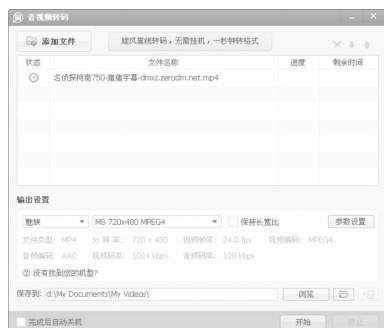 音视频转码
添加文件
旋风离线转码，无需挂机，一秒钟转格式
状态 文件名称 进度 剩余时间
名侦探柯南750-猪猪字幕-dmxz.zerodm.net.mp4
输出设置
魅族 M8 720x480 MPEG4 保持长宽比 参数设置
文件类型: MP4 分 辨 率: 720 x 480 视频帧率: 24.0 fps 视频编码: MPEG4
音频编码: AAC 视频码率: 1024 kbps 音频码率: 128 kbps
② 没有找到您的机型?
保存到: d:\My Documents\My Videos\ 浏览
完成后自动关机 开始 停止